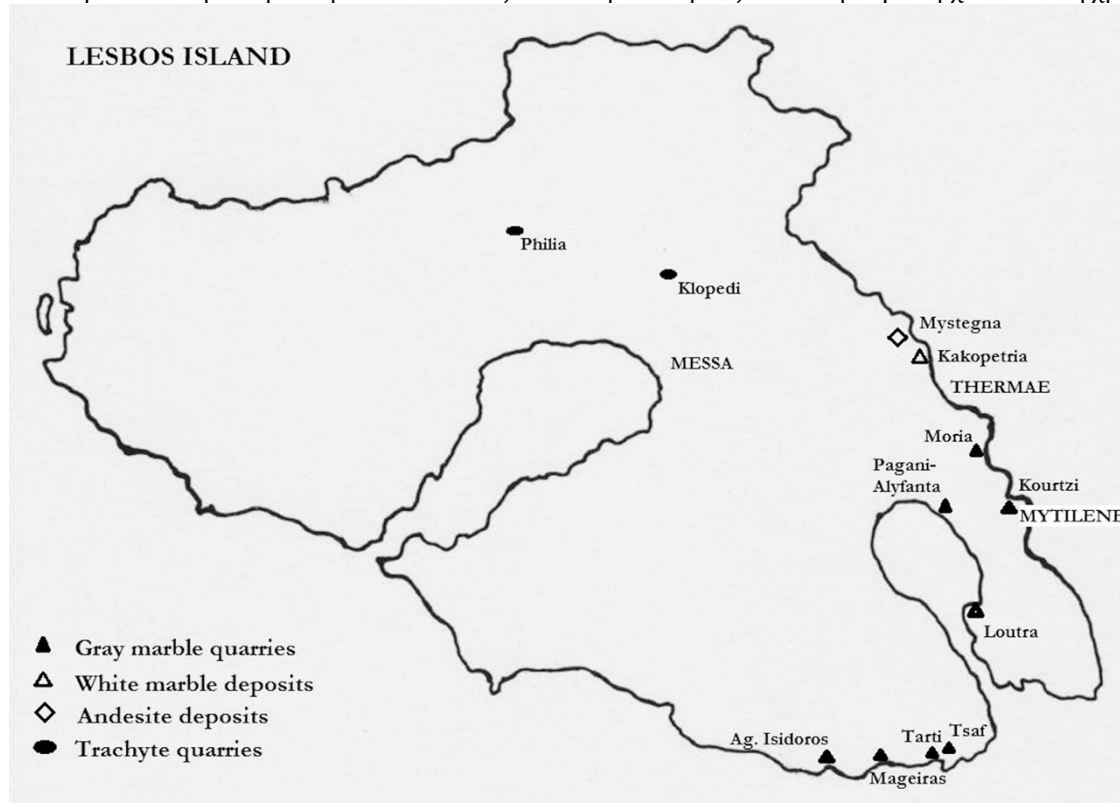 LESBOS ISLAND
Philia
Klopedi
Mystegna
MESSA
Kakopetria
THERMAE
Moria
Pagani-
Alyfanta
Kourtzi
MYTILENE
Loutra
Gray marble quarries
White marble deposits
Andesite deposits
Trachyte quarries
Ag. Isidoros
Tarti
Tsaf
Mageiras